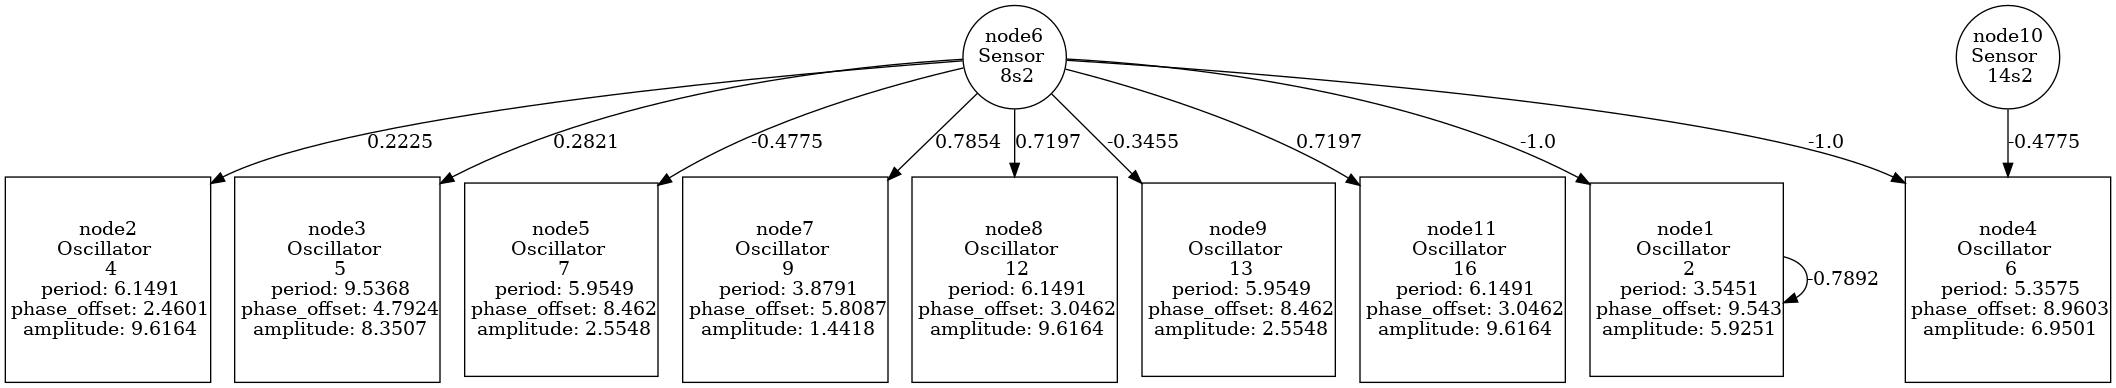 node6
Sensor
8s2
node10
Sensor
14s2
0.2225
0.2821
-0.4775
0.7854
0.7197
-0.3455
0.7197
-1.0
-1.0
-0.4775
node2
Oscillator
4
period: 6.1491
phase_offset: 2.4601
amplitude: 9.6164
node3
Oscillator
5
period: 9.5368
phase_offset: 4.7924
amplitude: 8.3507
node5
Oscillator
7
period: 5.9549
phase_offset: 8.462
amplitude: 2.5548
node7
Oscillator
9
period: 3.8791
phase_offset: 5.8087
amplitude: 1.4418
node8
Oscillator
12
period: 6.1491
phase_offset: 3.0462
amplitude: 9.6164
node9
Oscillator
13
period: 5.9549
phase_offset: 8.462
amplitude: 2.5548
node11
Oscillator
16
period: 6.1491
phase_offset: 3.0462
amplitude: 9.6164
node1
Oscillator
2
period: 3.5451
phase_offset: 9.543
amplitude: 5.9251
-0.7892
node4
Oscillator
6
period: 5.3575
phase_offset: 8.9603
amplitude: 6.9501